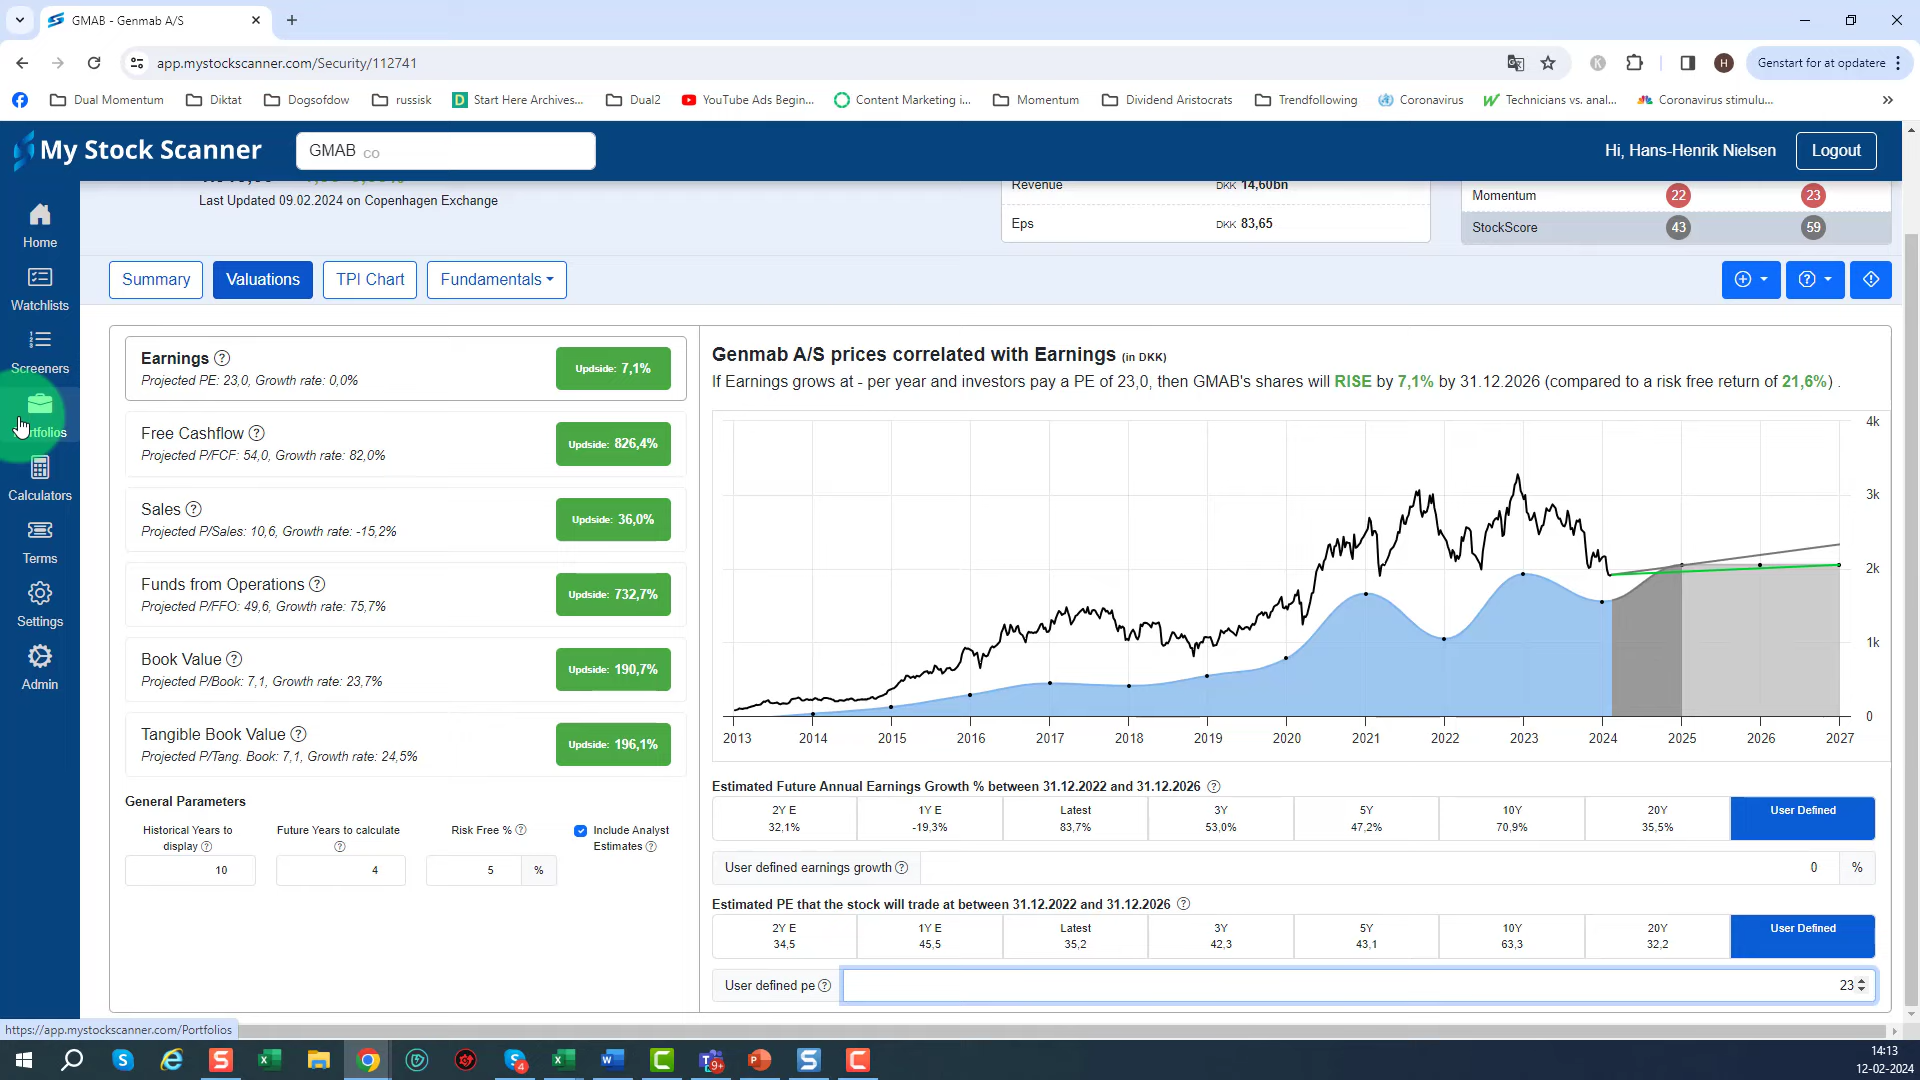 GMAB - Genmab A/S
app.mystockscanner.com/Security/112741
Genstart for at opdatere
Dual Momentum
Diktat
Dogsofdow
russisk
Start Here Archives...
Dual2
YouTube Ads Begin...
Content Marketing i...
Momentum
Dividend Aristocrats
Trendfollowing
Coronavirus
Technicians vs. anal...
Coronavirus stimulu...
My Stock Scanner
GMAB CO
Hi, Hans-Henrik Nielsen
Logout
Last Updated 09.02.2024 on Copenhagen Exchange
Revenue DKK 14,60bn
Eps DKK 83,65
Momentum 22 23
StockScore 43 59
Home
Watchlists
Screeners
Calculators
Terms
Settings
Admin
Summary
Valuations
TPI Chart
Fundamentals
Earnings
Projected PE: 23,0, Growth rate: 0,0%
Updside: 7,1%
Free Cashflow
Projected P/FCF: 54,0, Growth rate: 82,0%
Updside: 826,4%
Sales
Projected P/Sales: 10,6, Growth rate: -15,2%
Updside: 36,0%
Funds from Operations
Projected P/FFO: 49,6, Growth rate: 75,7%
Updside: 732,7%
Book Value
Projected P/Book: 7,1, Growth rate: 23,7%
Updside: 190,7%
Tangible Book Value
Projected P/Tang. Book: 7,1, Growth rate: 24,5%
Updside: 196,1%
General Parameters
Historical Years to display
10
Future Years to calculate
4
Risk Free %
5 %
Include Analyst Estimates
Genmab A/S prices correlated with Earnings (in DKK)
If Earnings grows at - per year and investors pay a PE of 23,0, then GMAB's shares will RISE by 7,1% by 31.12.2026 (compared to a risk free return of 21,6%) .
4k
3k
2k
1k
0
2013 2014 2015 2016 2017 2018 2019 2020 2021 2022 2023 2024 2025 2026 2027
Estimated Future Annual Earnings Growth % between 31.12.2022 and 31.12.2026
2Y E 1Y E Latest 3Y 5Y 10Y 20Y User Defined
32,1% -19,3% 83,7% 53,0% 47,2% 70,9% 35,5%
User defined earnings growth 0 %
Estimated PE that the stock will trade at between 31.12.2022 and 31.12.2026
2Y E 1Y E Latest 3Y 5Y 10Y 20Y User Defined
34,5 45,5 35,2 42,3 43,1 63,3 32,2
User defined pe 23
https://app.mystockscanner.com/Portfolios
14:13
12-02-2024